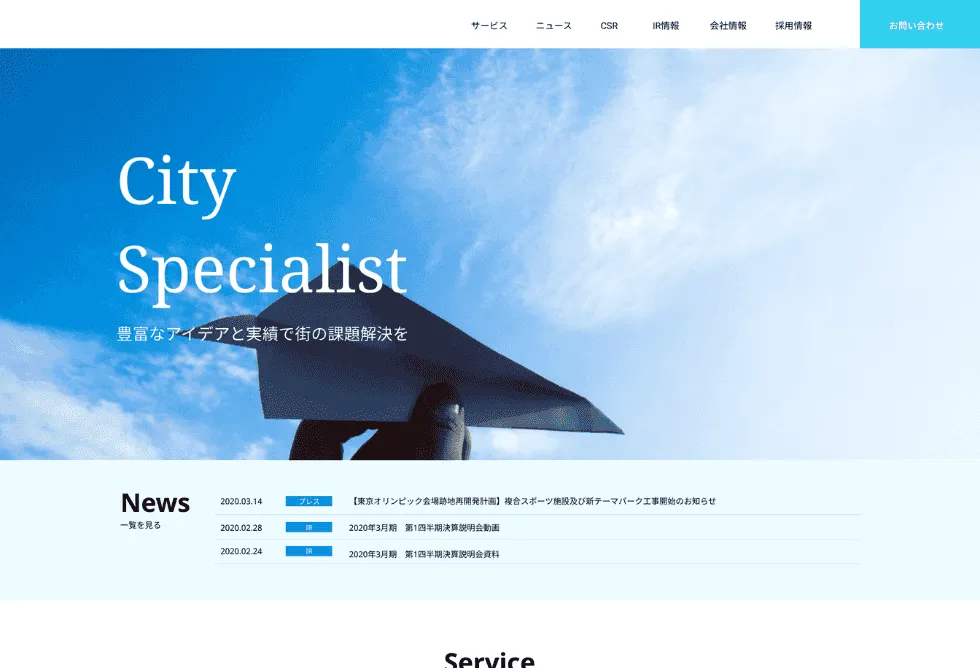 サービス ニュース CSR IR情報 会社情報 採用情報 お問い合わせ
City
Specialist
豊富なアイデアと実績で街の課題解決を
News
一覧を見る
2020.03.14 プレス 【東京オリンピック会場跡地再開発計画】複合スポーツ施設及び新テーマパーク工事開始のお知らせ
2020.02.28 IR 2020年3月期 第1四半期決算説明会動画
2020.02.24 IR 2020年3月期 第1四半期決算説明会資料
Service